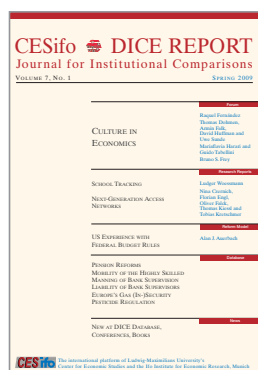 CESifo DICE REPORT
Journal for Institutional Comparisons
VOLUME 7, NO. 1
SPRING 2009
Forum
CULTURE IN
ECONOMICS
Raquel Fernández
Thomas Dohmen,
Armin Falk,
David Huffman and
Uwe Sunde
Mariaflavia Harari and
Guido Tabellini
Bruno S. Frey
Research Reports
SCHOOL TRACKING
Ludger Woessmann
NEXT-GENERATION ACCESS
NETWORKS
Nina Czernich,
Florian Englmaier
Oliver Falck,
Thomas Kiessl and
Tobias Kretschmer
Reform Model
US EXPERIENCE WITH
FEDERAL BUDGET RULES
Alan J. Auerbach
Database
PENSION REFORMS
MOBILITY OF THE HIGHLY SKILLED
MANNING OF BANK SUPERVISION
LIABILITY OF BANK SUPERVISORS
EUROPE'S GAS (IN-)SECURITY
PESTICIDE REGULATION
News
NEW AT DICE DATABASE,
CONFERENCES, BOOKS
CESifo
The international platform of Ludwig-Maximilians University's
Center for Economic Studies and the Ifo Institute for Economic Research, Munich